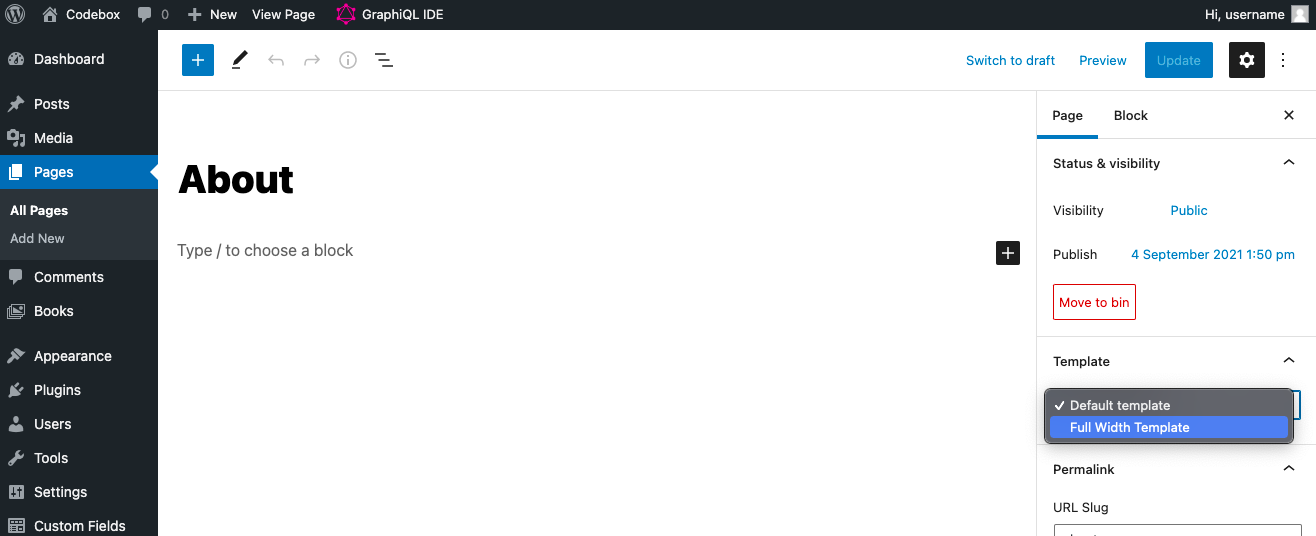 Codebox 0 New View Page GraphiQL IDE Hi, username
Dashboard
Posts
Media
Pages
All Pages
Add New
Comments
Books
Appearance
Plugins
Users
Tools
Settings
Custom Fields
Switch to draft Preview Update
About
Type / to choose a block
Page Block
Status & visibility
Visibility Public
Publish 4 September 2021 1:50 pm
Move to bin
Template
✓ Default template
Full Width Template
Permalink
URL Slug